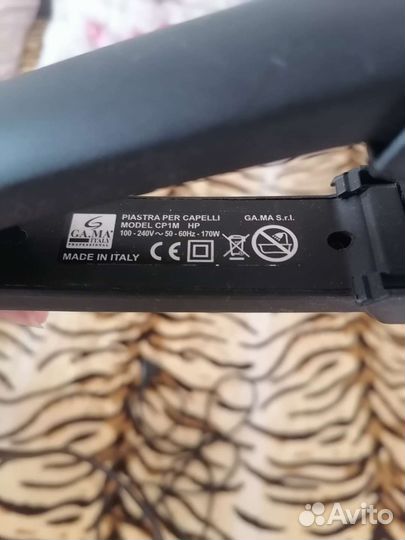 GA.MA
ITALY
PROFESSIONAL
PIASTRA PER CAPELLI GA.MA S.r.l.
MODEL CP1M HP
100 - 240V ~ 50 - 60Hz - 170W
MADE IN ITALY
CE
Avito